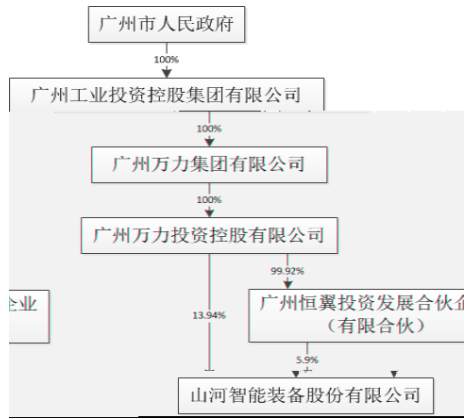 广州市人民政府
100%
广州工业投资控股集团有限公司
100%
广州万力集团有限公司
100%
广州万力投资控股有限公司
99.92%
企业
13.94%
广州恒翼投资发展合伙企
（有限合伙）
5.9%
山河智能装备股份有限公司